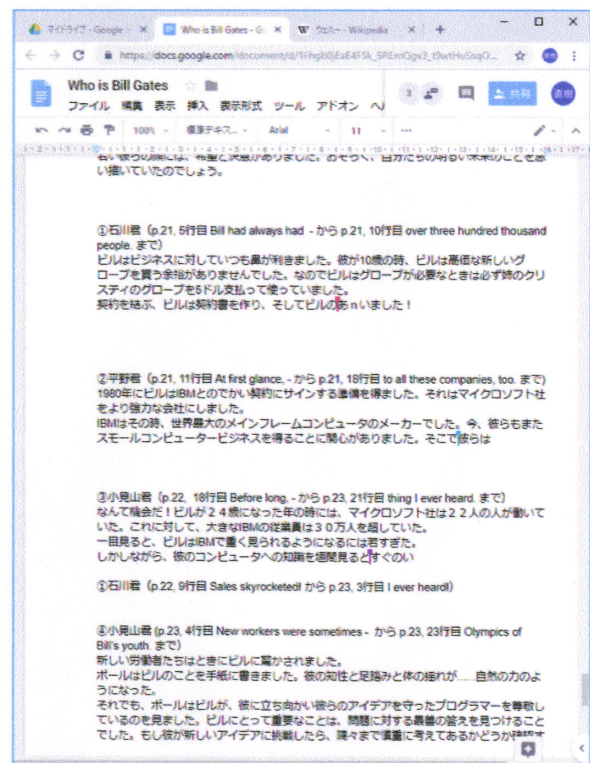 マイドライブ - Google
Who is Bill Gates - G
ウェルー - Wikipedia
https://docs.google.com/document/d/
Who is Bill Gates
ファイル 編集 表示 挿入 表示形式 ツール アドオン ヘル
3
共有
直樹
100%
標準テキス...
Arial
11
若い彼らの顔には、希望と決意がありました。おそらく、自分たちの明るい未来のことを思
い描いていたのでしょう。
①石川君（p.21, 5行目 Bill had always had - から p.21, 10行目 over three hundred thousand
people. まで）
ビルはビジネスに対していつも鼻が利きました。彼が10歳の時、ビルは高価な新しいグ
ローブを買う余裕がありませんでした。なのでビルはグローブが必要なときは必ず姉のクリ
スティのグローブを5ドル支払って使っていました。
契約を結ぶ、ビルは契約書を作り、そしてビルのあｎいました！
②平野君（p.21, 11行目 At first glance, - から p.21, 18行目 to all these companies, too. まで）
1980年にビルはIBMとのでかい契約にサインする準備を得ました。それはマイクロソフト社
をより強力な会社にしました。
IBMはその時、世界最大のメインフレームコンピュータのメーカーでした。今、彼らもまた
スモールコンピュータービジネスを得ることに関心がありました。そこで彼らは
③小見山君（p.22, 18行目 Before long, - から p.23, 21行目 thing I ever heard. まで）
なんて機会だ！ビルが２４歳になった年の時には、マイクロソフト社は２２人の人が働いて
いた。これに対して、大きなIBMの従業員は３０万人を超していた。
一目見ると、ビルはIBMで重く見られるようになるには若すぎた。
しかしながら、彼のコンピュータへの知識を垣間見るとすぐのい
①石川君（p.22, 9行目 Sales skyrocketed! から p.23, 3行目 I ever heard!）
④小見山君 (p.23, 4行目 New workers were sometimes - から p.23, 23行目 Olympics of
Bill's youth. まで）
新しい労働者たちはときにビルに驚かされました。
ポールはビルのことを手紙に書きました。彼の知性と足踏みと体の揺れが......自然の力のよ
うになった。
それでも、ポールはビルが、彼に立ち向かい彼らのアイデアを守ったプログラマーを尊敬し
ているのを見ました。ビルにとって重要なことは、問題に対する最善の答えを見つけること
でした。もし彼が新しいアイデアに挑戦したら、隅々まで慎重に考えてあるかどうか確認す